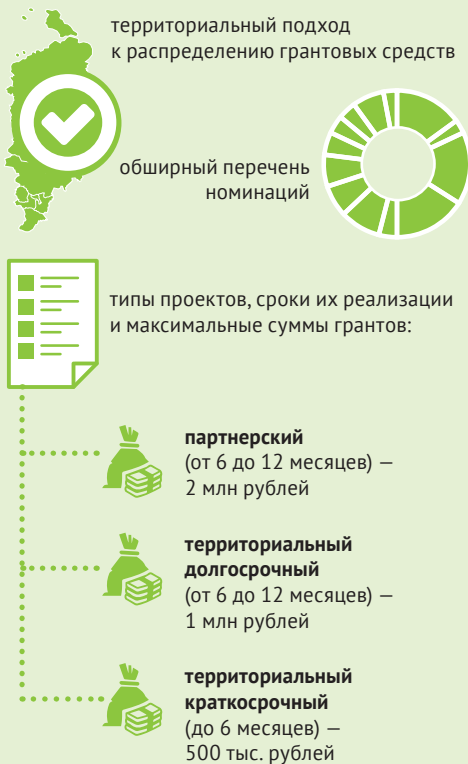 территориальный подход
к распределению грантовых средств
обширный перечень
номинаций
типы проектов, сроки их реализации
и максимальные суммы грантов:
партнерский
(от 6 до 12 месяцев) —
2 млн рублей
территориальный
долгосрочный
(от 6 до 12 месяцев) —
1 млн рублей
территориальный
краткосрочный
(до 6 месяцев) —
500 тыс. рублей